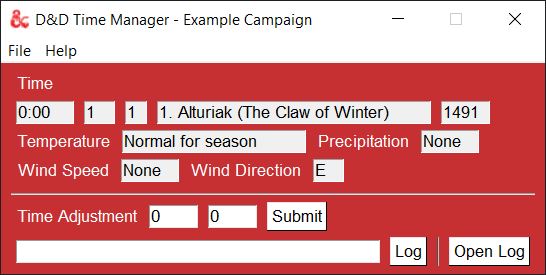 D&D Time Manager - Example Campaign
File Help
Time
0:00 1 1 1. Alturiak (The Claw of Winter) 1491
Temperature Normal for season Precipitation None
Wind Speed None Wind Direction E
Time Adjustment 0 0 Submit
Log Open Log